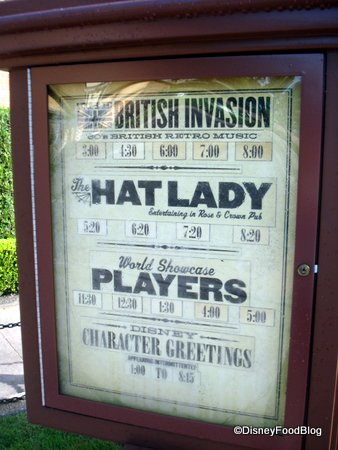 The
BRITISH INVASION
60's BRITISH RETRO MUSIC
3:00 4:30 6:00 7:00 8:00
The
HAT LADY
Entertaining in Rose & Crown Pub
5:20 6:20 7:20 8:20
World Showcase
PLAYERS
11:30 12:30 1:30 4:00 5:00
DISNEY
CHARACTER GREETINGS
APPEARING INTERMITTENTLY
1:00 TO 8:15
©DisneyFoodBlog